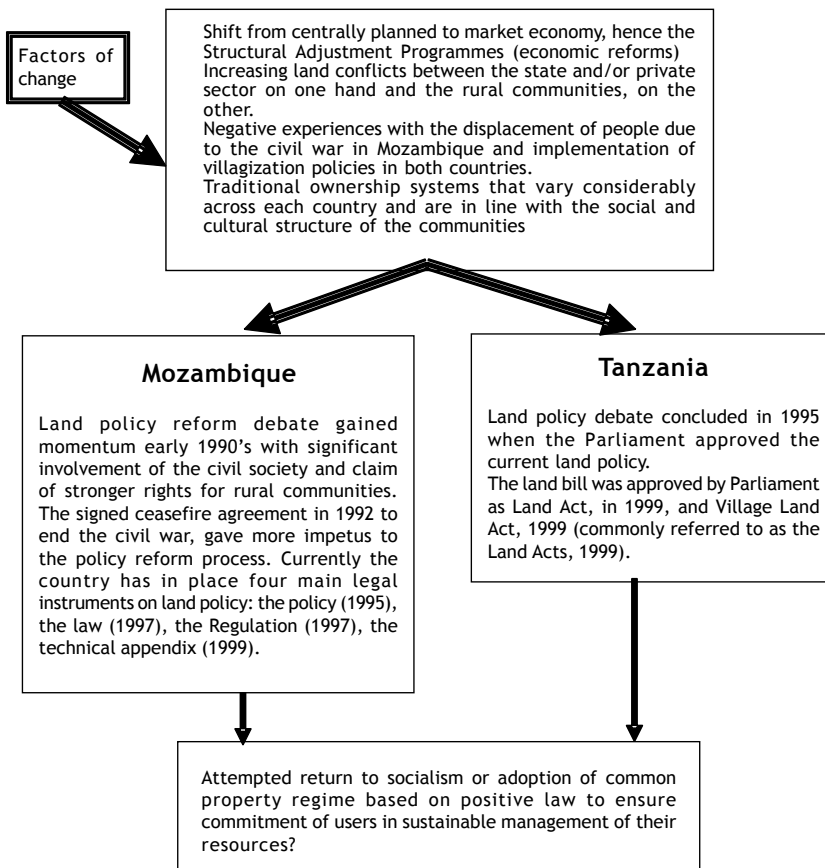 Factors of
change
Shift from centrally planned to market economy, hence the
Structural Adjustment Programmes (economic reforms)
Increasing land conflicts between the state and/or private
sector on one hand and the rural communities, on the
other.
Negative experiences with the displacement of people due
to the civil war in Mozambique and implementation of
villagization policies in both countries.
Traditional ownership systems that vary considerably
across each country and are in line with the social and
cultural structure of the communities
Mozambique
Land policy reform debate gained
momentum early 1990’s with significant
involvement of the civil society and claim
of stronger rights for rural communities.
The signed ceasefire agreement in 1992 to
end the civil war, gave more impetus to
the policy reform process. Currently the
country has in place four main legal
instruments on land policy: the policy (1995),
the law (1997), the Regulation (1997), the
technical appendix (1999).
Tanzania
Land policy debate concluded in 1995
when the Parliament approved the
current land policy.
The land bill was approved by Parliament
as Land Act, in 1999, and Village Land
Act, 1999 (commonly referred to as the
Land Acts, 1999).
Attempted return to socialism or adoption of common
property regime based on positive law to ensure
commitment of users in sustainable management of their
resources?